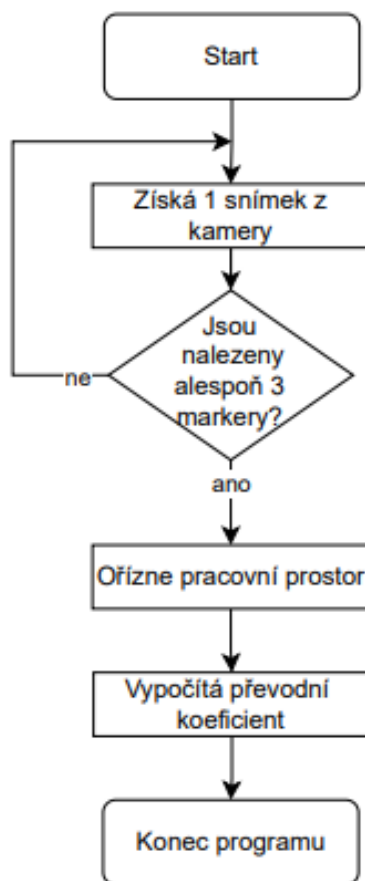 Start
Získá 1 snímek z
kamery
Jsou
nalezeny
alespoň 3
markery?
ne
ano
Ořízne pracovní prostor
Vypočítá převodní
koeficient
Konec programu